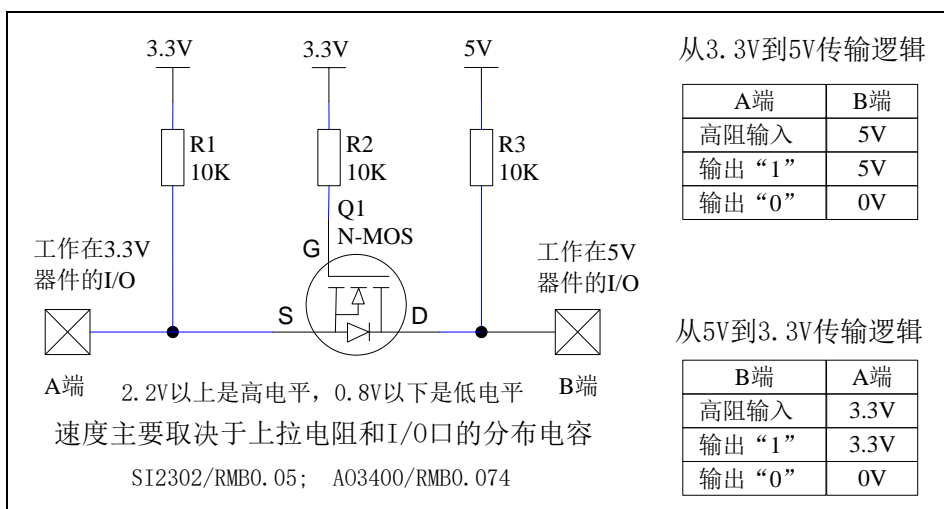 3.3V
3.3V
5V
R1
10K
R2
10K
R3
10K
Q1
N-MOS
G
S
D
工作在3.3V
器件的I/O
工作在5V
器件的I/O
A端
B端
2.2V以上是高电平，0.8V以下是低电平
速度主要取决于上拉电阻和I/O口的分布电容
SI2302/RMB0.05; AO3400/RMB0.074
从3.3V到5V传输逻辑
A端 B端
高阻输入 5V
输出“1” 5V
输出“0” 0V
从5V到3.3V传输逻辑
B端 A端
高阻输入 3.3V
输出“1” 3.3V
输出“0” 0V